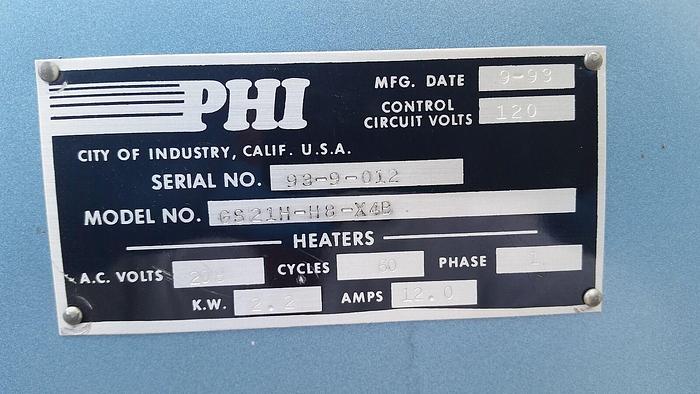 PHI
MFG. DATE 9-93
CONTROL CIRCUIT VOLTS 120
CITY OF INDUSTRY, CALIF. U.S.A.
SERIAL NO. 93-9-012
MODEL NO. GS21H-H8-X4B
HEATERS
A.C. VOLTS CYCLES 60 PHASE 1
K.W. 2.2 AMPS 12.0